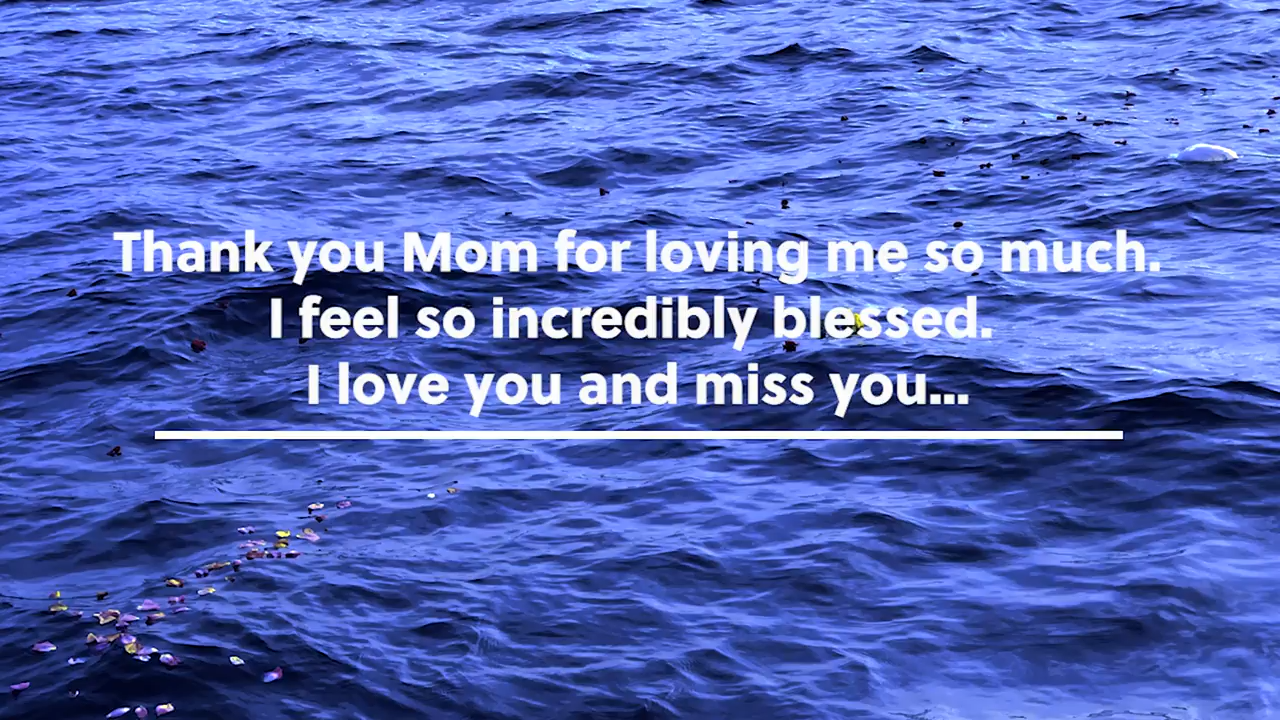 Thank you Mom for loving me so much.
I feel so incredibly blessed.
I love you and miss you...